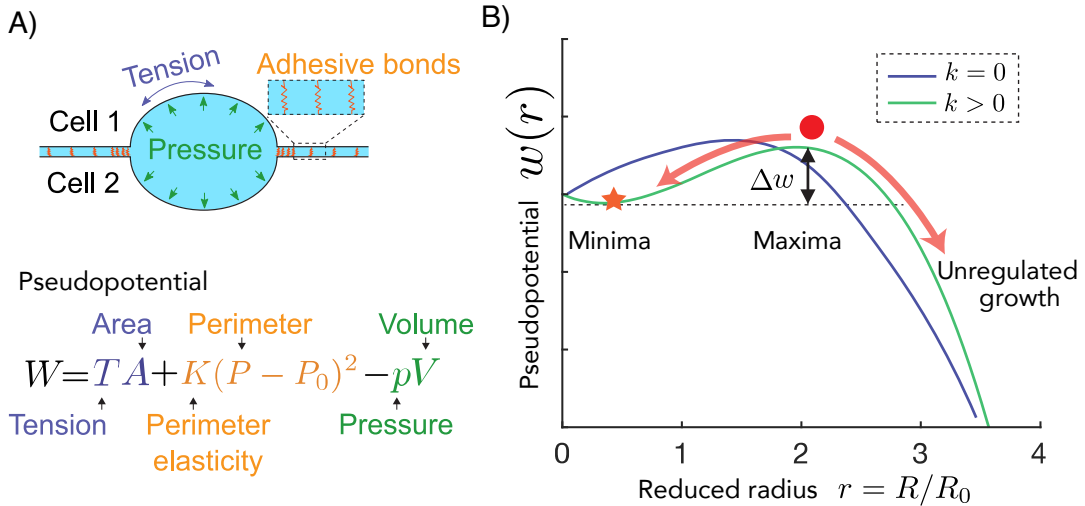 A)
Tension
Adhesive bonds
Cell 1
Pressure
Cell 2
Pseudopotential
Area
Perimeter
Volume
W=TA+K(P − P₀)²−pV
Tension
Perimeter
elasticity
Pressure
B)
k = 0
k > 0
Pseudopotential w(r)
Δw
Minima
Maxima
Unregulated
growth
0
1
2
3
4
Reduced radius r = R/R₀